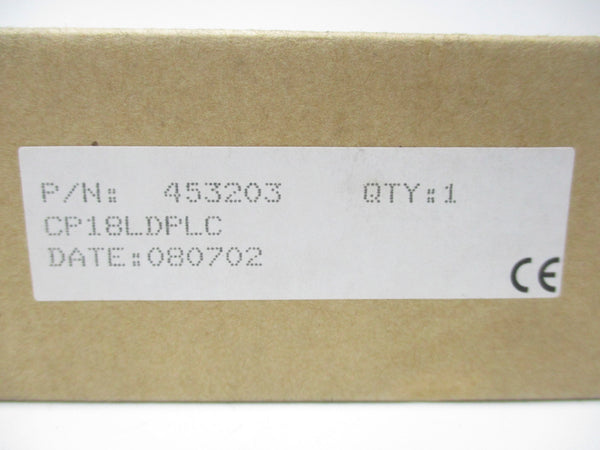 P/N: 453203 QTY:1
CP18LDPLC
DATE:080702
CE